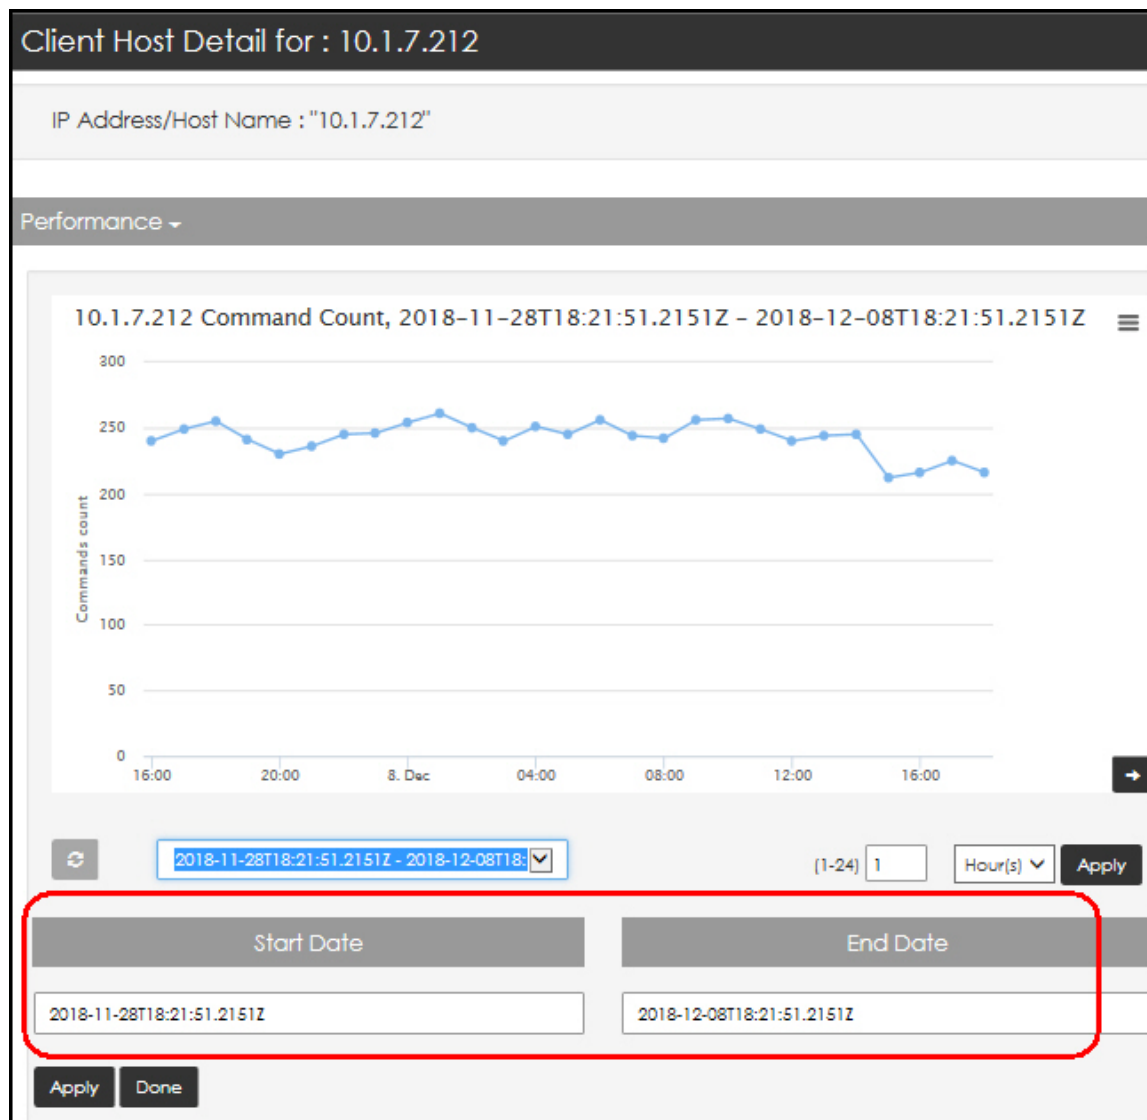 Client Host Detail for : 10.1.7.212
IP Address/Host Name : "10.1.7.212"
Performance
10.1.7.212 Command Count, 2018-11-28T18:21:51.2151Z - 2018-12-08T18:21:51.2151Z
300
250
200
150
100
50
0
Commands count
16:00 20:00 8. Dec 04:00 08:00 12:00 16:00
2018-11-28T18:21:51.2151Z - 2018-12-08T18: (1-24) 1 Hour(s) Apply
Start Date End Date
2018-11-28T18:21:51.2151Z 2018-12-08T18:21:51.2151Z
Apply Done